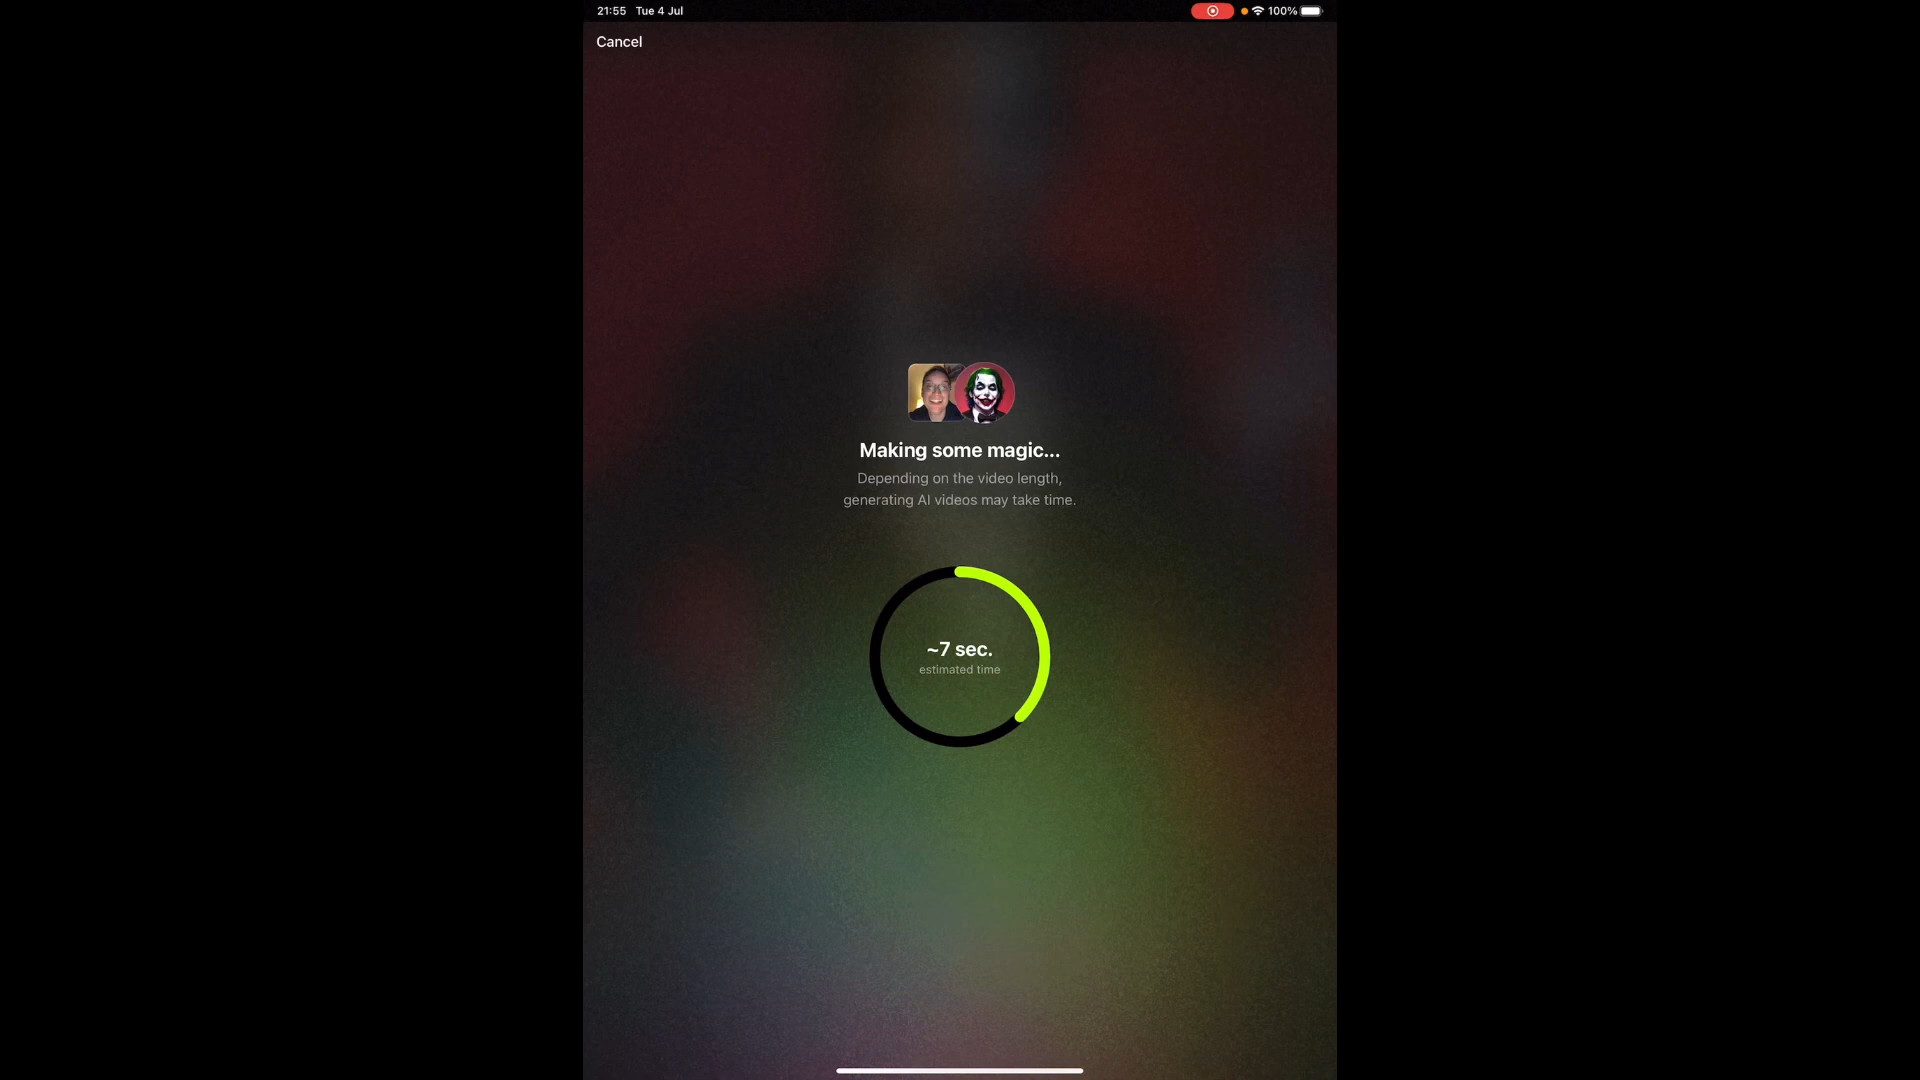 21:55 Tue 4 Jul
100%
Cancel
Making some magic...
Depending on the video length,
generating AI videos may take time.
~7 sec.
estimated time